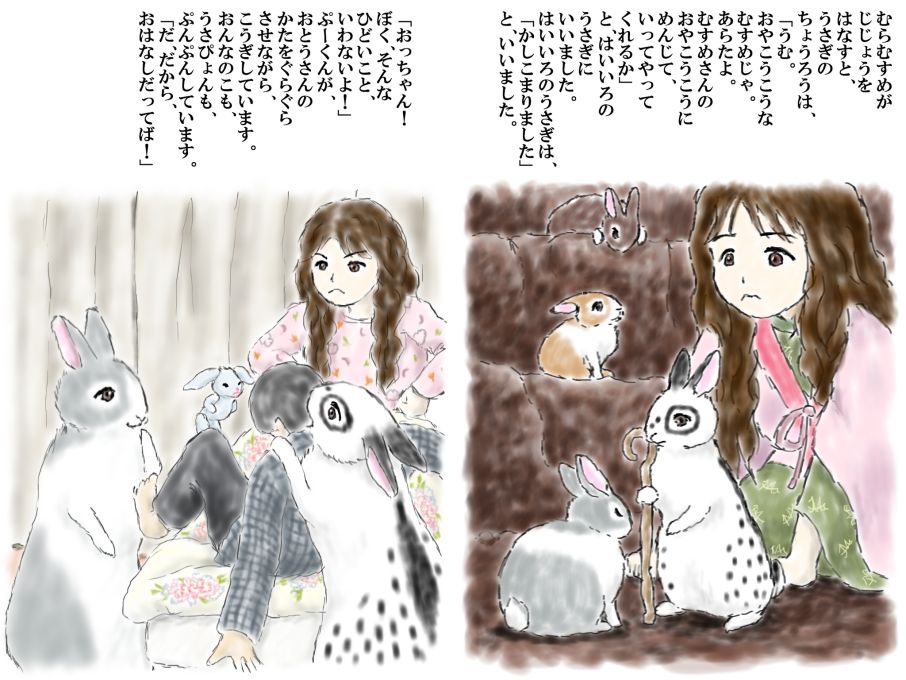 むらむすめが
じじょうを
はなすと、
うさぎの
ちょうろうは、
「うむ。
おやこうこうな
むすめじゃ。
あらたよ。
むすめさんの
おやこうこうに
めんじて、
いってやって
くれるか」
と、はいいろの
うさぎに
いいました。
はいいろのうさぎは、
「かしこまりました」
と、いいました。
「おっちゃん！
ぼく、そんな
ひどいこと、
いわないよ！」
ぷーくんが、
おとうさんの
かたをぐらぐら
させながら、
こうぎしています。
おんなのこも、
うさぴょんも、
ぷんぷんしています。
「だ、だから、
おはなしだってば！」